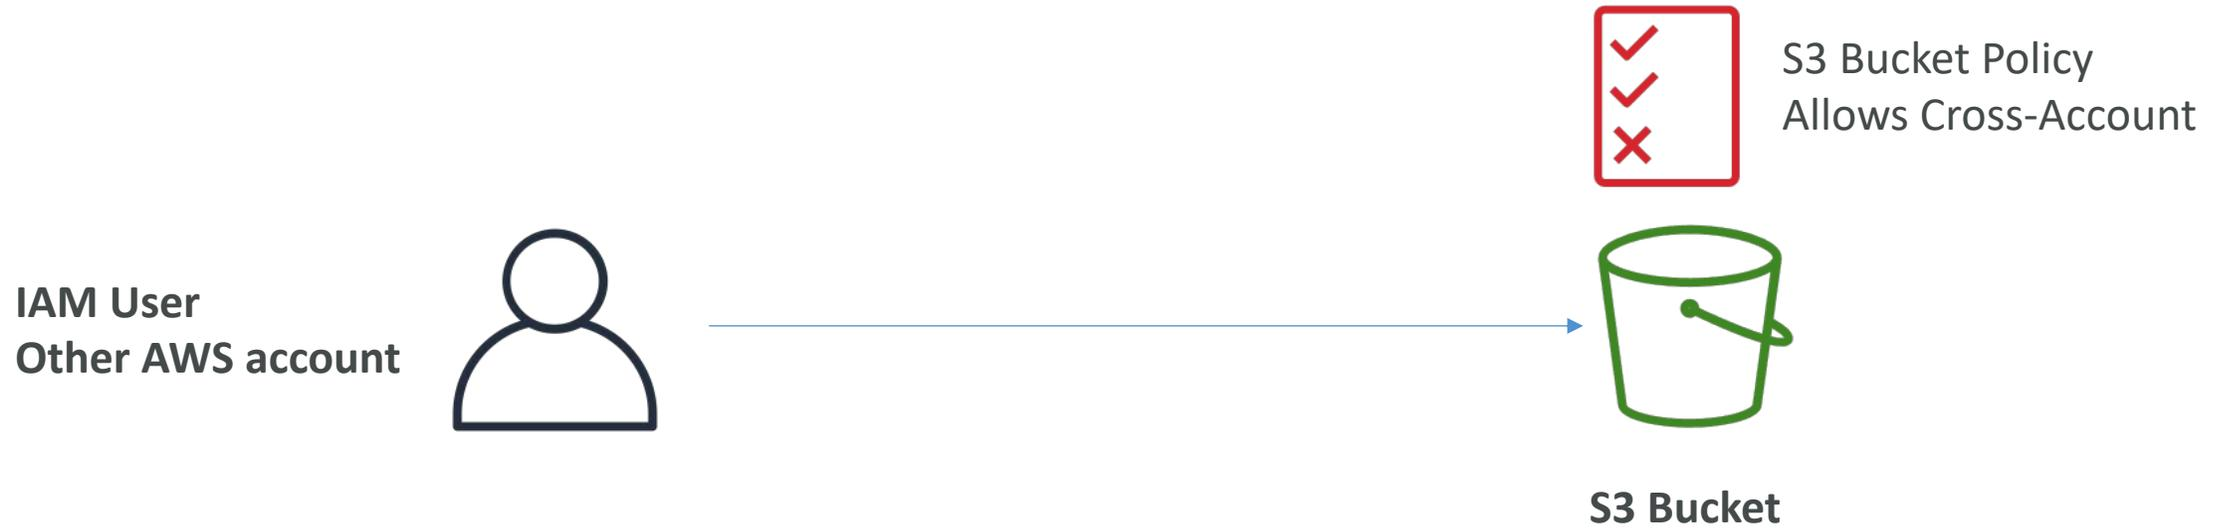 S3 Bucket Policy
Allows Cross-Account
IAM User
Other AWS account
S3 Bucket